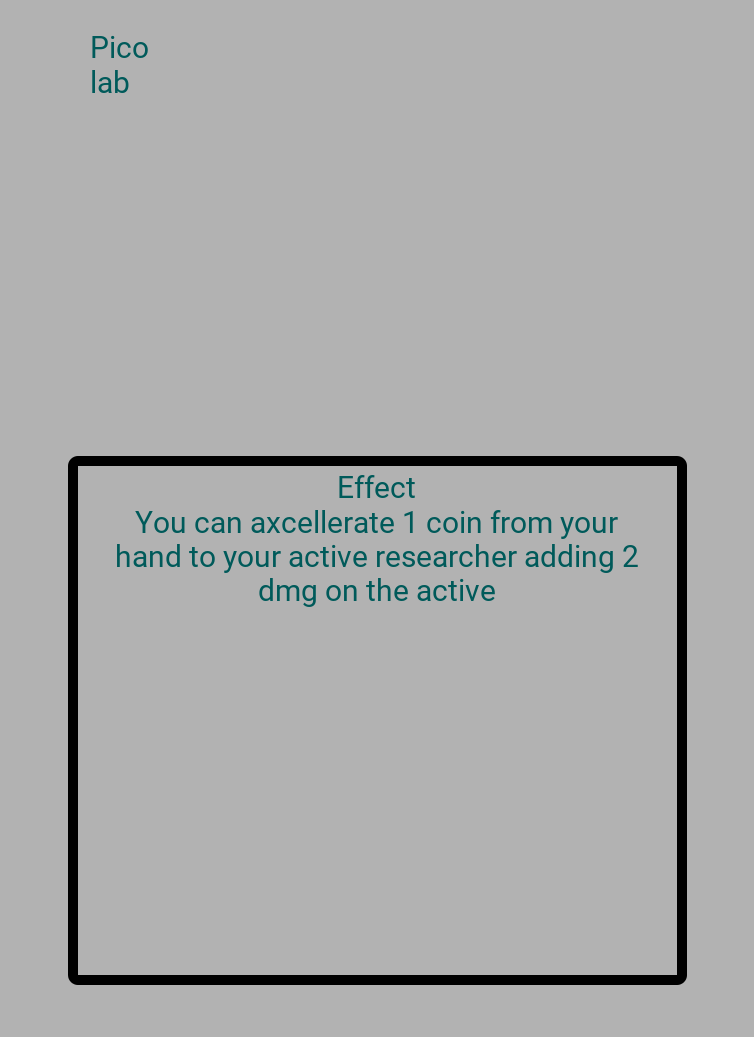 Pico
lab
Effect
You can axcellerate 1 coin from your
hand to your active researcher adding 2
dmg on the active